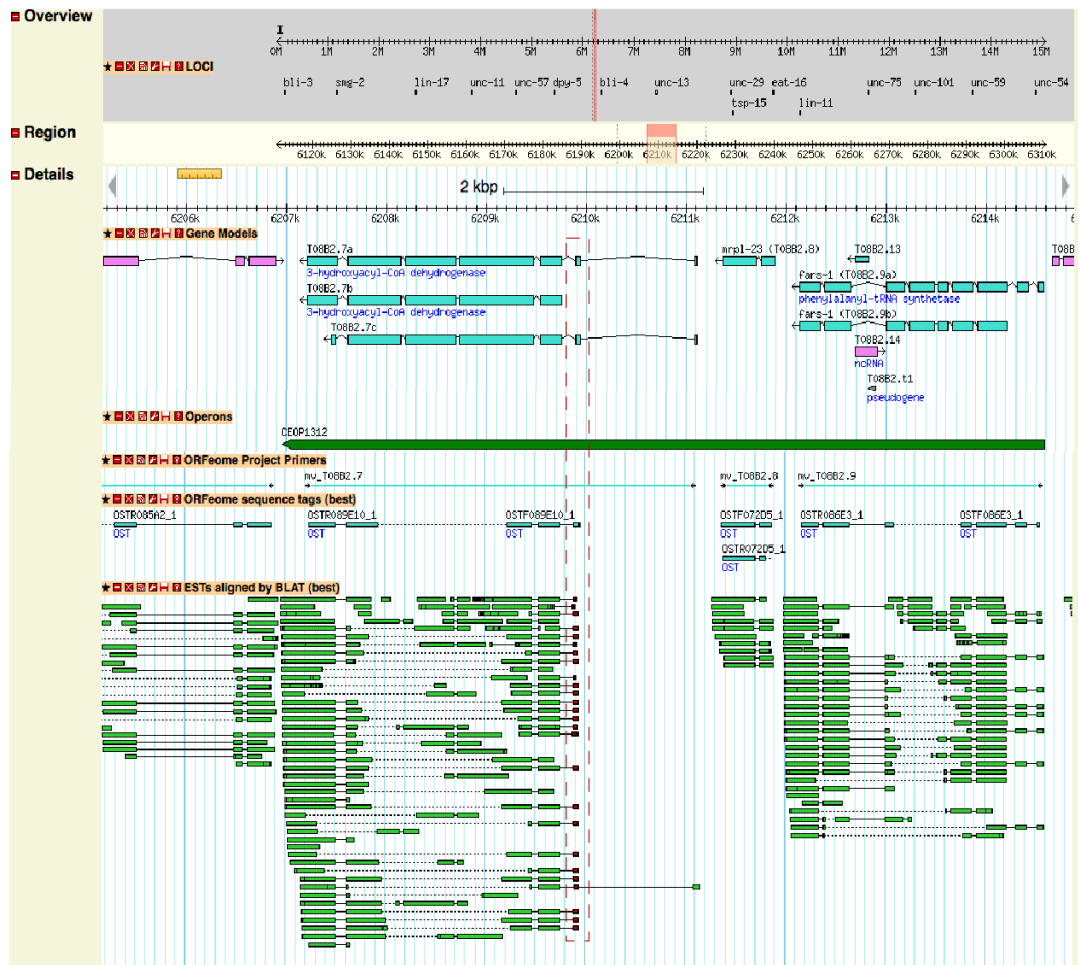 Overview
I
0M 1M 2M 3M 4M 5M 6M 7M 8M 9M 10M 11M 12M 13M 14M 15M
LOCI
bli-3 smg-2 lin-17 unc-11 unc-57 dpy-5 bli-4 unc-13 unc-29 eat-16 unc-75 unc-101 unc-59 unc-54
tsp-15 lin-11
Region
6120k 6130k 6140k 6150k 6160k 6170k 6180k 6190k 6200k 6210k 6220k 6230k 6240k 6250k 6260k 6270k 6280k 6290k 6300k 6310k
Details
2 kbp
6206k 6207k 6208k 6209k 6210k 6211k 6212k 6213k 6214k
Gene Models
T08B2.7a mrpl-23 (T08B2.8) T08B2.13 T08B
3-hydroxyacyl-CoA dehydrogenase fars-1 (T08B2.9a)
T08B2.7b phenylalanyl-tRNA synthetase
3-hydroxyacyl-CoA dehydrogenase fars-1 (T08B2.9b)
T08B2.7c T08B2.14
ncRNA
T08B2.t1
pseudogene
Operons
CEOP1312
ORFeome Project Primers
mv_T08B2.7 mv_T08B2.8 mv_T08B2.9
ORFeome sequence tags (best)
OSTR085A2_1 OSTR089E10_1 OSTF089E10_1 OSTF072D5_1 OSTR086E3_1 OSTF086E3_1
OST OST OST OST OST OST
OSTR072D5_1
OST
ESTs aligned by BLAT (best)